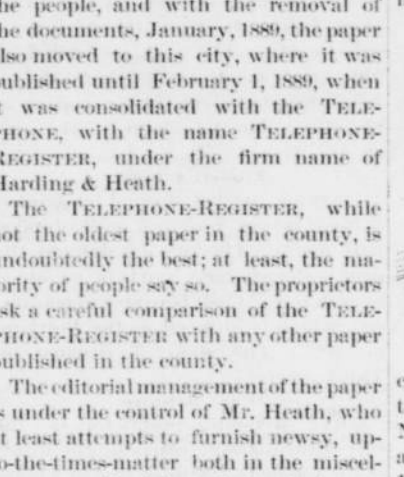 he people, and with the removal of
he documents, January, 1889, the paper
lso moved to this city, where it was
ublished until February 1, 1889, when
t was consolidated with the TELE-
PHONE, with the name TELEPHONE-
REGISTER, under the firm name of
Harding & Heath.
The TELEPHONE-REGISTER, while
not the oldest paper in the county, is
undoubtedly the best; at least, the ma-
ority of people say so. The proprietors
sk a careful comparison of the TELE-
PHONE-REGISTER with any other paper
ublished in the county.
The editorial management of the paper
s under the control of Mr. Heath, who
t least attempts to furnish newsy, up-
o-the-times-matter both in the miscel-